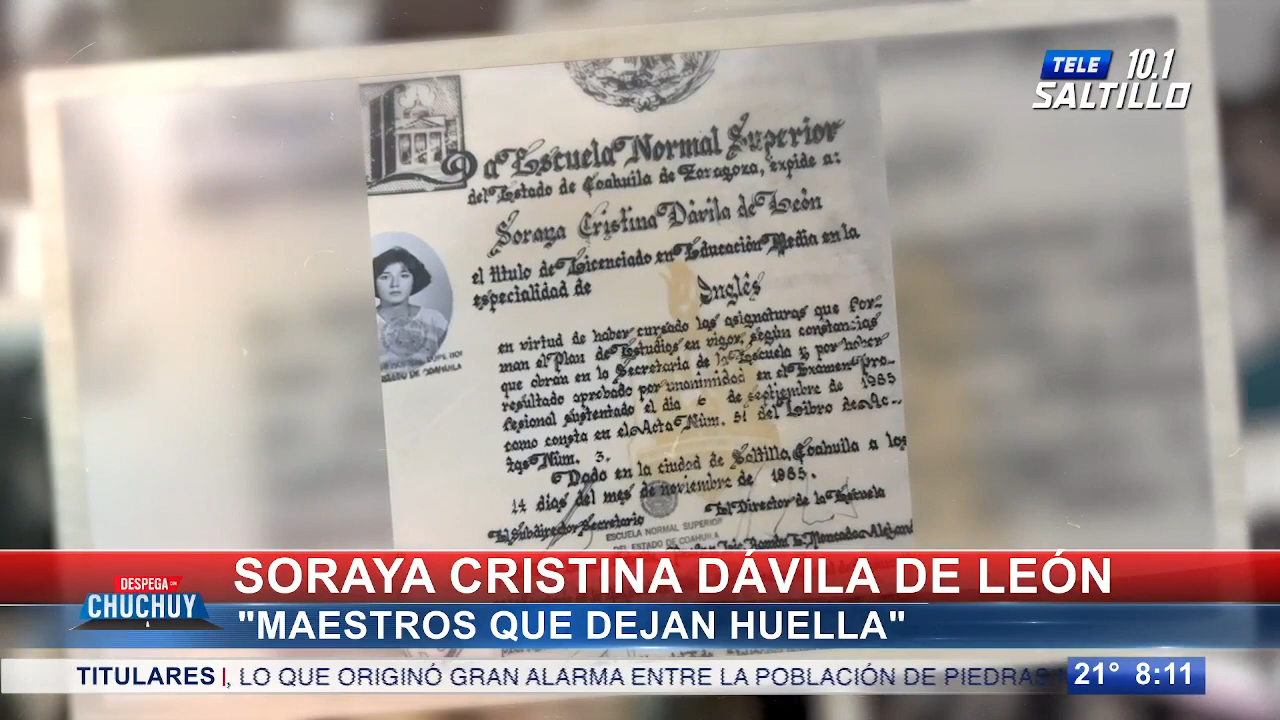 TELE 10.1
SALTILLO
La Escuela Normal Superior
del Estado de Coahuila de Zaragoza, expide a:
Soraya Cristina Dávila de León
el título de Licenciado en Educación Media en la
especialidad de Inglés
en virtud de haber cursado las asignaturas que for-
man el Plan de Estudios en vigor, según constancias
que obran en la Secretaría de la Escuela y por haber
resultado aprobado por unanimidad en el Examen Pro-
fesional sustentado el día 6 de septiembre de 1985
como consta en el Acta Núm. 51 del Libro de Ac-
tas Núm. 3.
Dado en la ciudad de Saltillo, Coahuila a los
14 días del mes de noviembre de 1985.
El Subdirector Secretario
El Director de la Escuela
ESCUELA NORMAL SUPERIOR
DEL ESTADO DE COAHUILA
SORAYA CRISTINA DÁVILA DE LEÓN
DESPEGA CON
CHUCHUY
"MAESTROS QUE DEJAN HUELLA"
TITULARES |, LO QUE ORIGINÓ GRAN ALARMA ENTRE LA POBLACIÓN DE PIEDRAS
21° 8:11